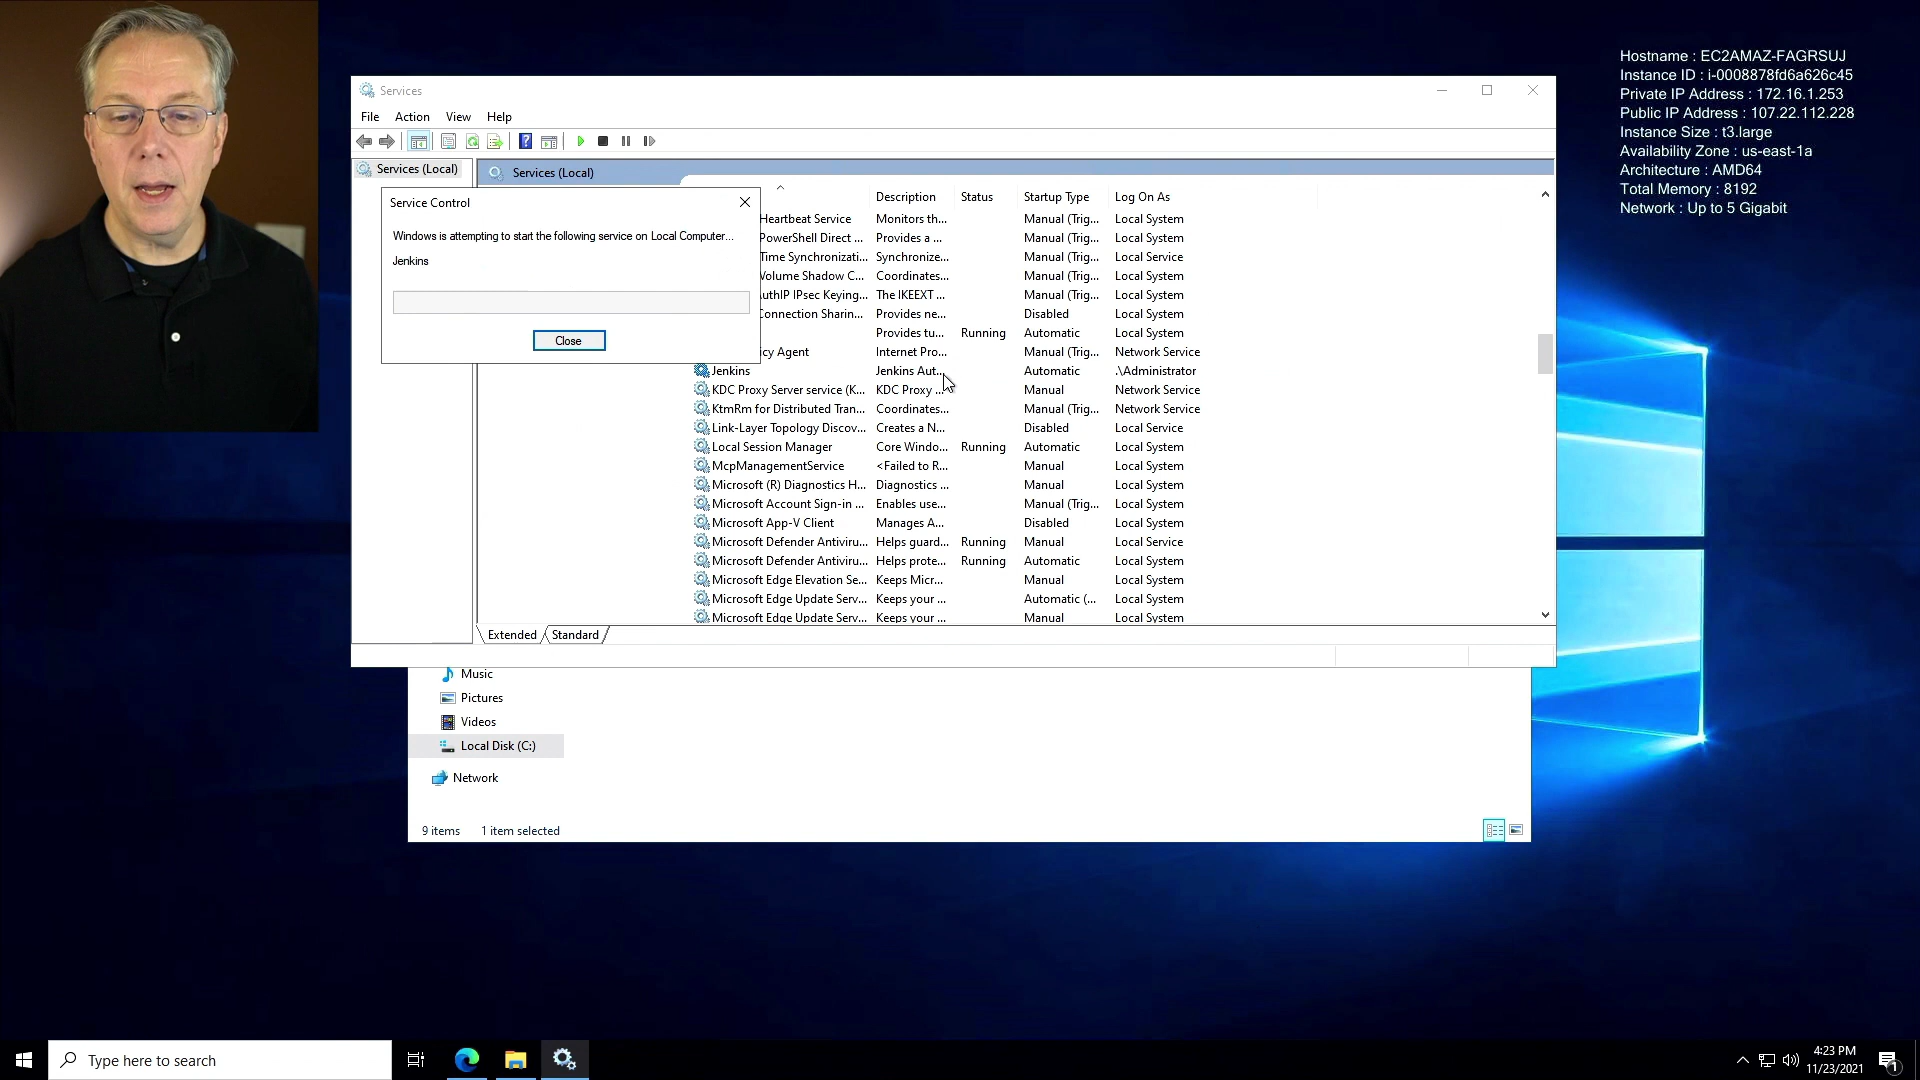 Hostname : EC2AMAZ-FAGRSUJ
Instance ID : i-0008878fd6a626c45
Private IP Address : 172.16.1.253
Public IP Address : 107.22.112.228
Instance Size : t3.large
Availability Zone : us-east-1a
Architecture : AMD64
Total Memory : 8192
Network : Up to 5 Gigabit
Services
File Action View Help
Services (Local)
Services (Local)
Service Control
Windows is attempting to start the following service on Local Computer...
Jenkins
Close
Description Status Startup Type Log On As
Heartbeat Service Monitors th... Manual (Trig... Local System
PowerShell Direct ... Provides a ... Manual (Trig... Local System
Time Synchronizati... Synchronize... Manual (Trig... Local Service
Volume Shadow C... Coordinates... Manual (Trig... Local System
uthIP IPsec Keying... The IKEEXT ... Manual (Trig... Local System
Connection Sharin... Provides ne... Disabled Local System
Provides tu... Running Automatic Local System
icy Agent Internet Pro... Manual (Trig... Network Service
Jenkins Jenkins Aut... Automatic .\Administrator
KDC Proxy Server service (K... KDC Proxy ... Manual Network Service
KtmRm for Distributed Tran... Coordinates... Manual (Trig... Network Service
Link-Layer Topology Discov... Creates a N... Disabled Local Service
Local Session Manager Core Windo... Running Automatic Local System
McpManagementService <Failed to R... Manual Local System
Microsoft (R) Diagnostics H... Diagnostics ... Manual Local System
Microsoft Account Sign-in ... Enables use... Manual (Trig... Local System
Microsoft App-V Client Manages A... Disabled Local System
Microsoft Defender Antiviru... Helps guard... Running Manual Local Service
Microsoft Defender Antiviru... Helps prote... Running Automatic Local System
Microsoft Edge Elevation Se... Keeps Micr... Manual Local System
Microsoft Edge Update Serv... Keeps your ... Automatic (... Local System
Microsoft Edge Update Serv... Keeps your ... Manual Local System
Extended Standard
Music
Pictures
Videos
Local Disk (C:)
Network
9 items 1 item selected
Type here to search
4:23 PM
11/23/2021
1